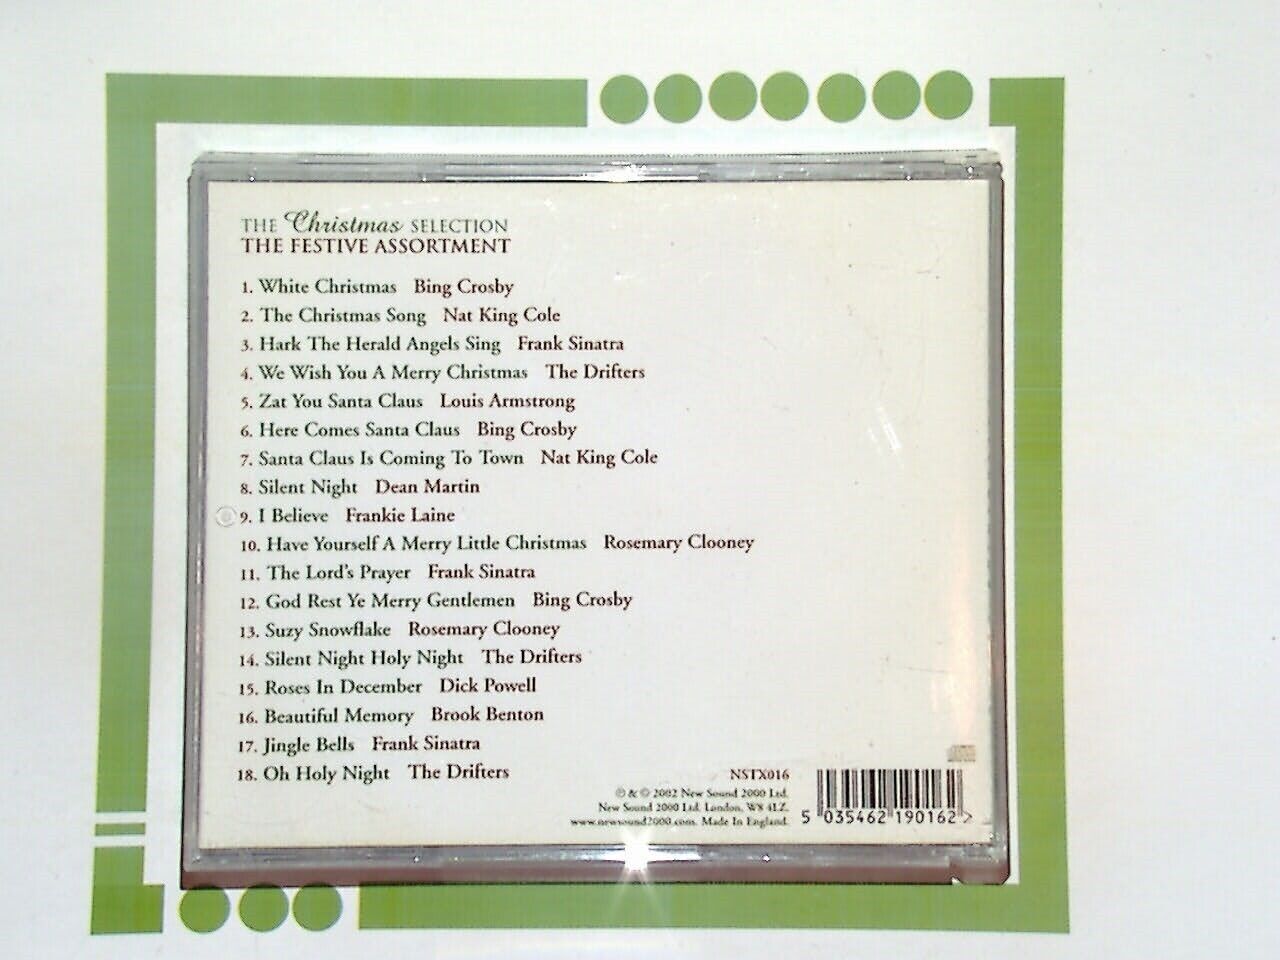 THE Christmas SELECTION
THE FESTIVE ASSORTMENT
1. White Christmas Bing Crosby
2. The Christmas Song Nat King Cole
3. Hark The Herald Angels Sing Frank Sinatra
4. We Wish You A Merry Christmas The Drifters
5. Zat You Santa Claus Louis Armstrong
6. Here Comes Santa Claus Bing Crosby
7. Santa Claus Is Coming To Town Nat King Cole
8. Silent Night Dean Martin
9. I Believe Frankie Laine
10. Have Yourself A Merry Little Christmas Rosemary Clooney
11. The Lord's Prayer Frank Sinatra
12. God Rest Ye Merry Gentlemen Bing Crosby
13. Suzy Snowflake Rosemary Clooney
14. Silent Night Holy Night The Drifters
15. Roses In December Dick Powell
16. Beautiful Memory Brook Benton
17. Jingle Bells Frank Sinatra
18. Oh Holy Night The Drifters
NSTX016
℗ & © 2002 New Sound 2000 Ltd.
New Sound 2000 Ltd. London, W8 4LZ.
www.newsound2000.com. Made In England.
5 035462 190162 >